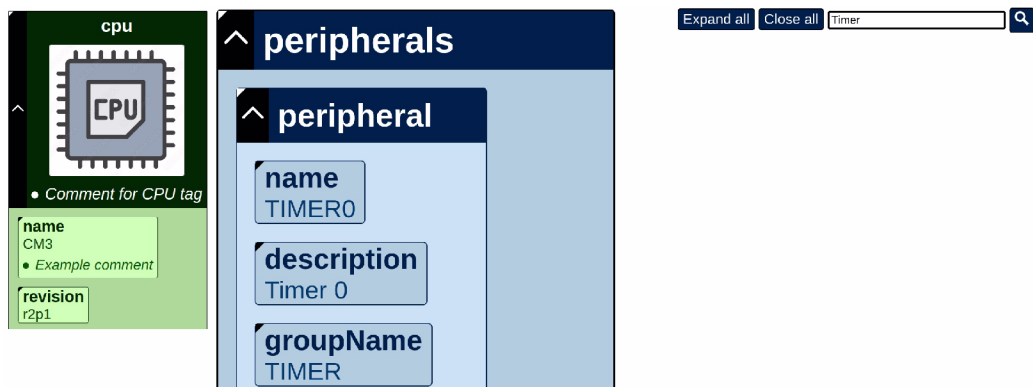 cpu
CPU
• Comment for CPU tag
name
CM3
• Example comment
revision
r2p1
peripherals
peripheral
name
TIMER0
description
Timer 0
groupName
TIMER
Expand all Close all Timer